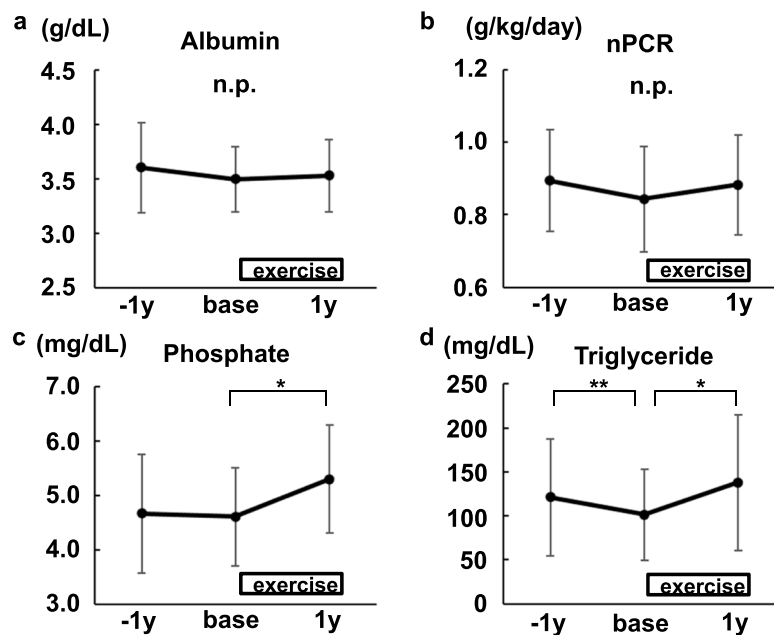 a (g/dL) Albumin
n.p.
4.5
4.0
3.5
3.0
2.5
exercise
-1y base 1y
b (g/kg/day) nPCR
n.p.
1.2
1.0
0.8
0.6
exercise
-1y base 1y
c (mg/dL) Phosphate
*
7.0
6.0
5.0
4.0
3.0
exercise
-1y base 1y
d (mg/dL) Triglyceride
** *
250
200
150
100
50
0
exercise
-1y base 1y